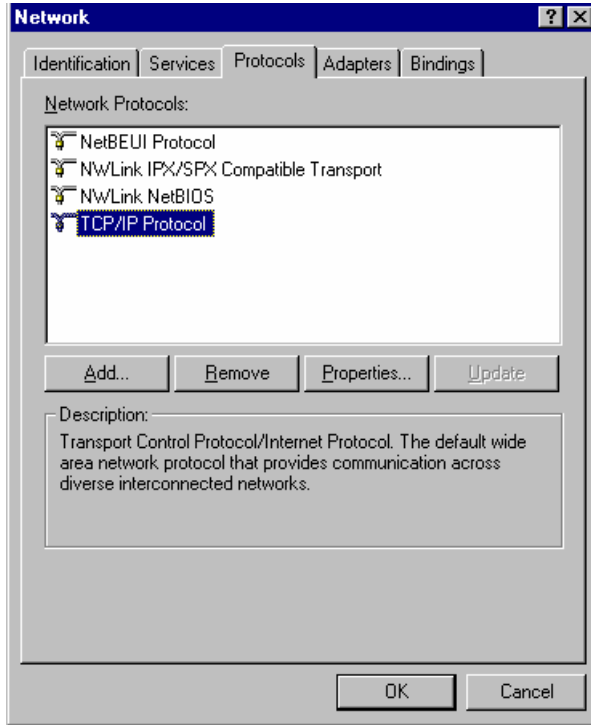 Network
Identification Services Protocols Adapters Bindings
Network Protocols:
NetBEUI Protocol
NWLink IPX/SPX Compatible Transport
NWLink NetBIOS
TCP/IP Protocol
Add... Remove Properties... Update
Description:
Transport Control Protocol/Internet Protocol. The default wide
area network protocol that provides communication across
diverse interconnected networks.
OK Cancel